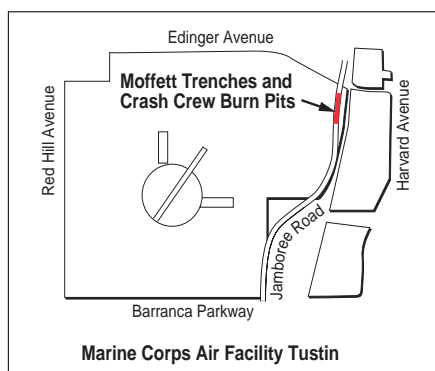 Edinger Avenue
Moffett Trenches and
Crash Crew Burn Pits
Red Hill Avenue
Harvard Avenue
Jamboree Road
Barranca Parkway
Marine Corps Air Facility Tustin